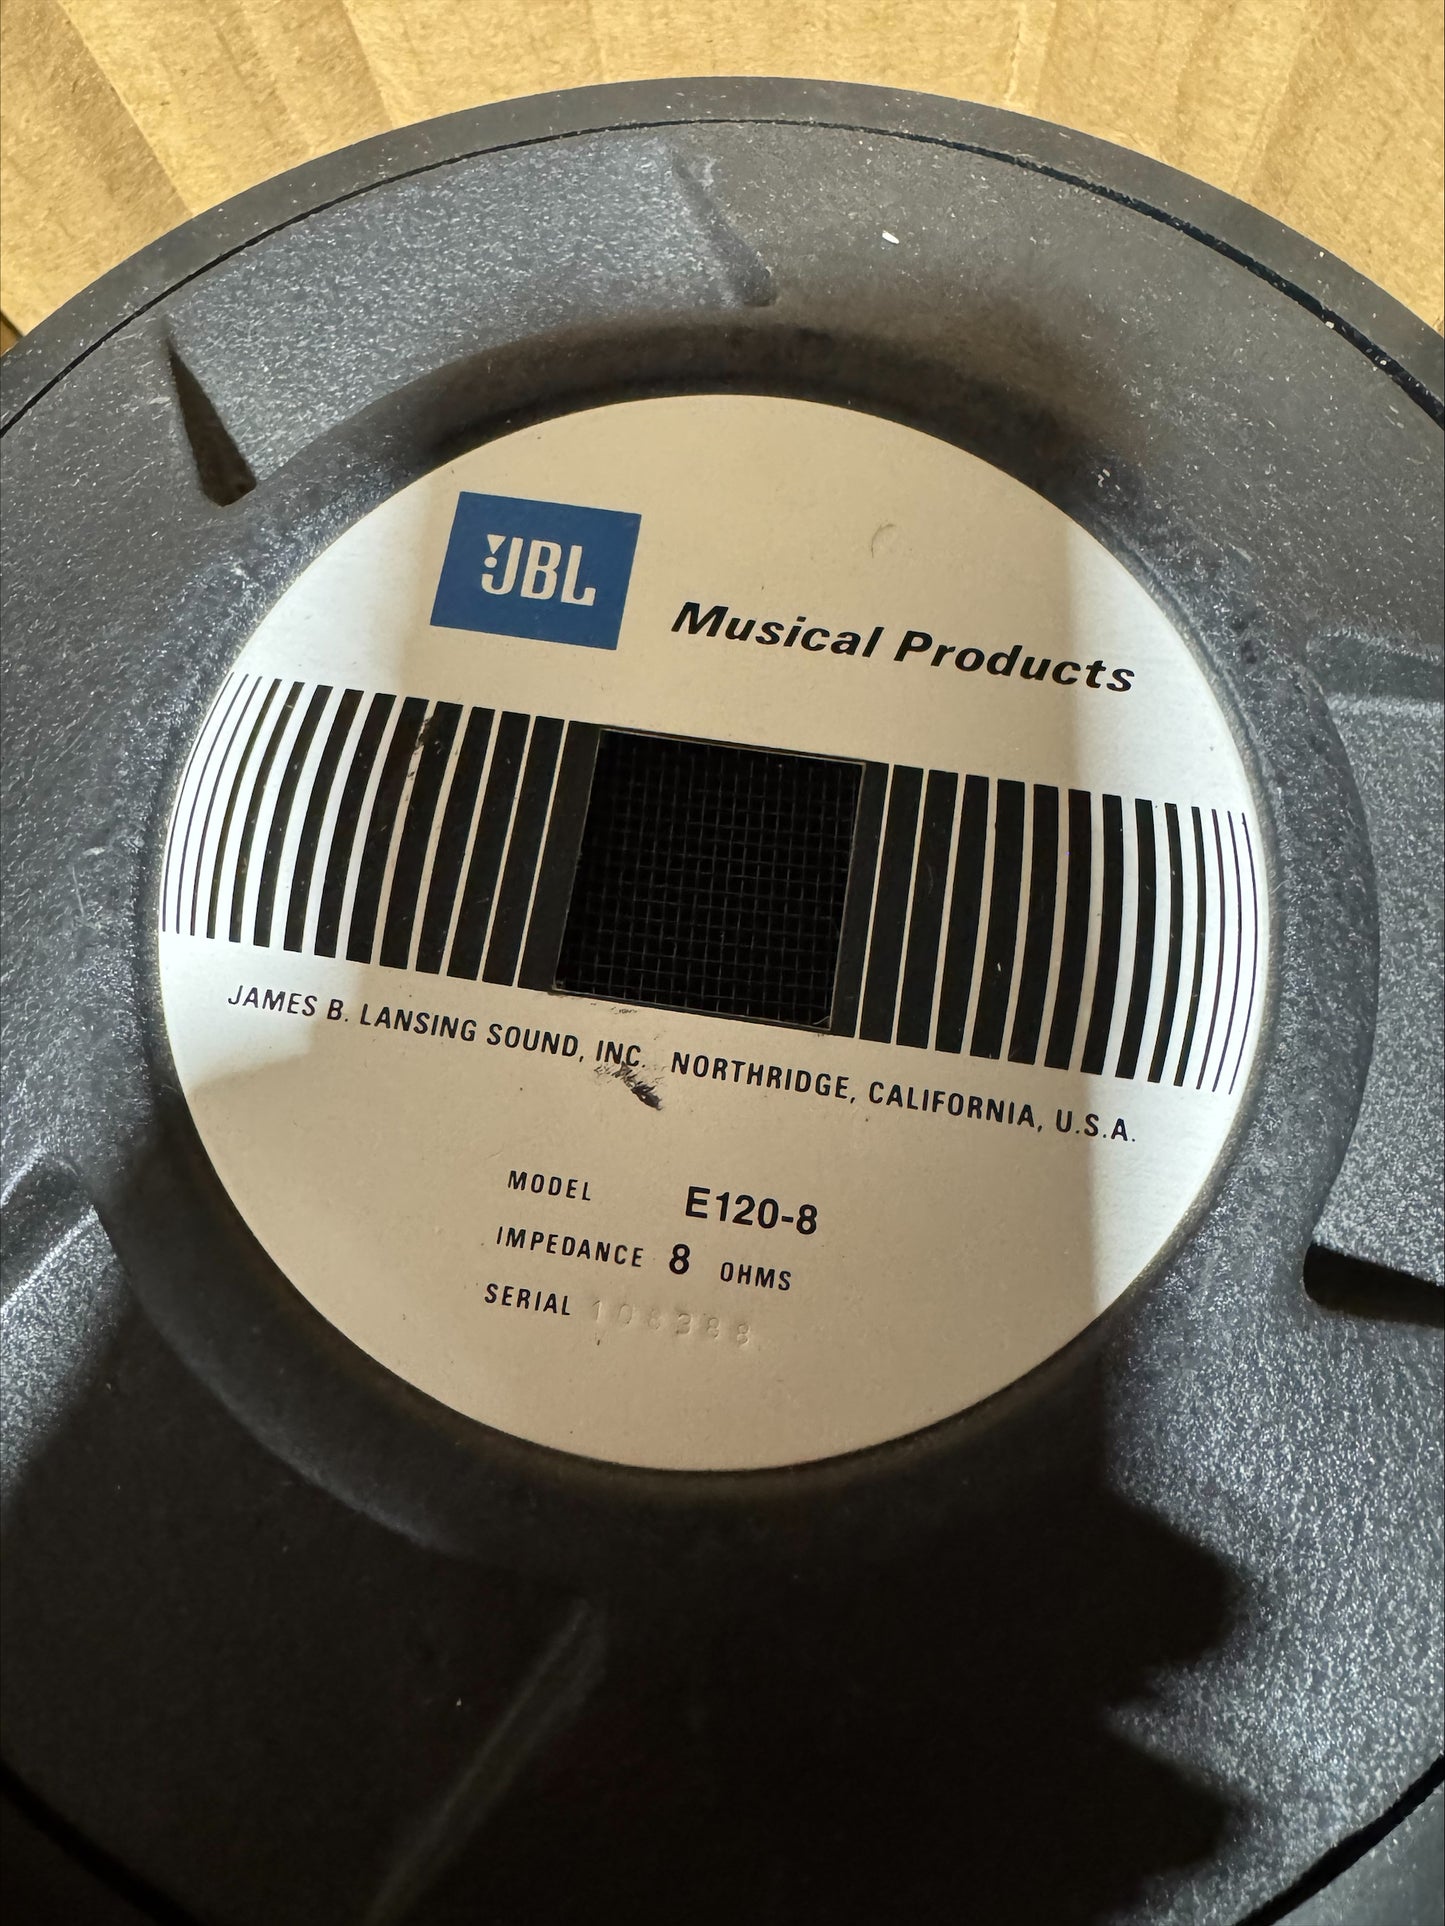 JBL
Musical Products
JAMES B. LANSING SOUND, INC. NORTHRIDGE, CALIFORNIA, U.S.A.
MODEL E120-8
IMPEDANCE 8 OHMS
SERIAL